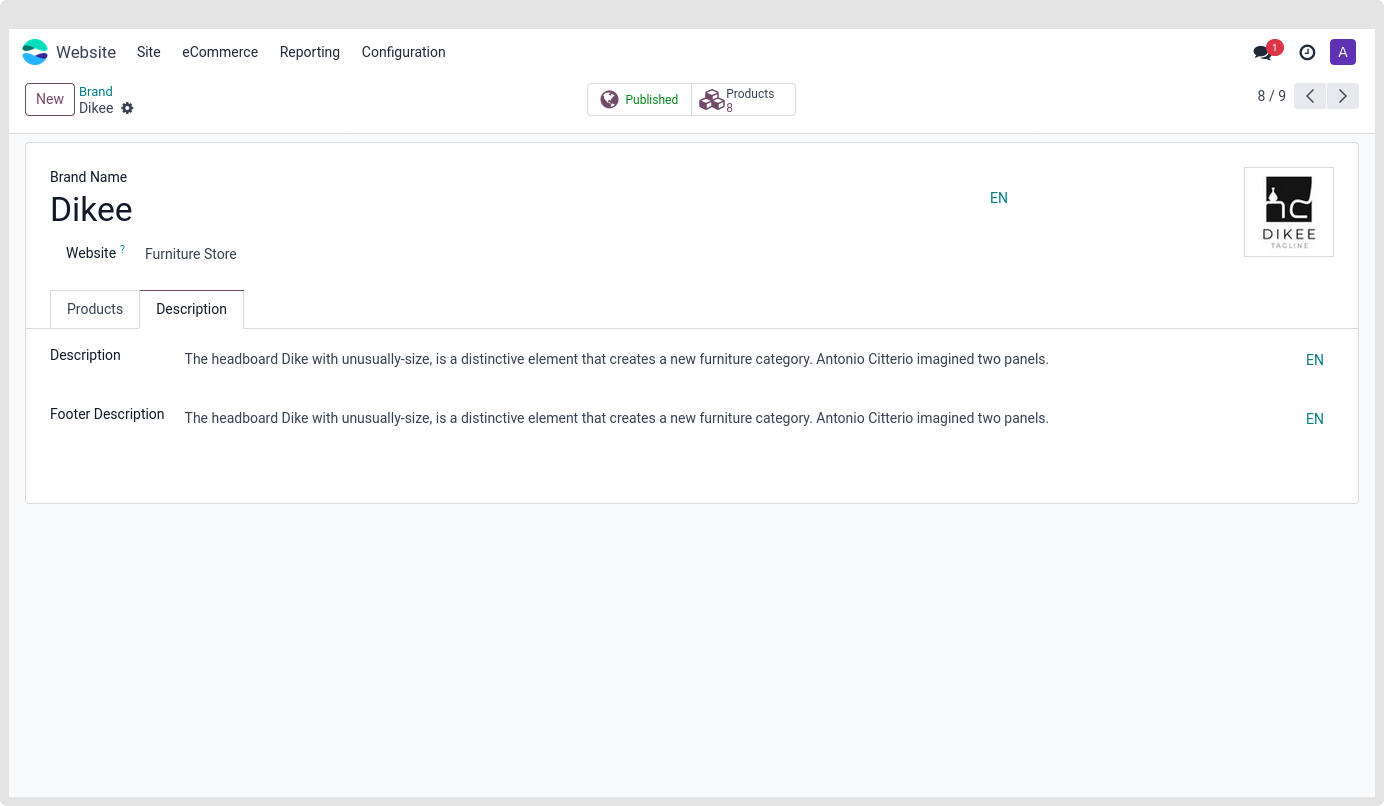 Website Site eCommerce Reporting Configuration 1 A
New Brand
Dikee
Published Products
8
8 / 9
Brand Name
Dikee EN
Website ? Furniture Store
DIKEE
TAGLINE
Products Description
Description The headboard Dike with unusually-size, is a distinctive element that creates a new furniture category. Antonio Citterio imagined two panels. EN
Footer Description The headboard Dike with unusually-size, is a distinctive element that creates a new furniture category. Antonio Citterio imagined two panels. EN